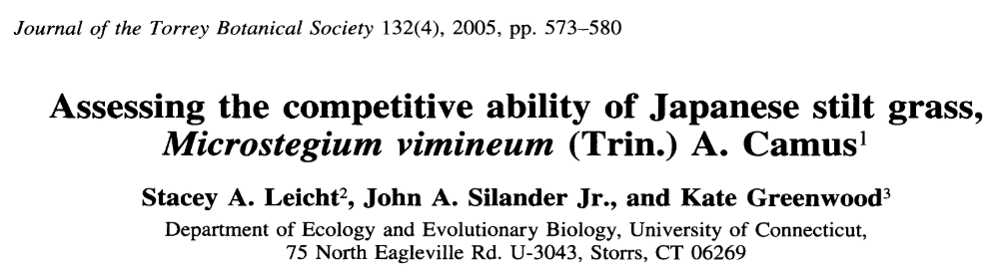 Journal of the Torrey Botanical Society 132(4), 2005, pp. 573–580
Assessing the competitive ability of Japanese stilt grass,
Microstegium vimineum (Trin.) A. Camus¹
Stacey A. Leicht², John A. Silander Jr., and Kate Greenwood³
Department of Ecology and Evolutionary Biology, University of Connecticut,
75 North Eagleville Rd. U-3043, Storrs, CT 06269